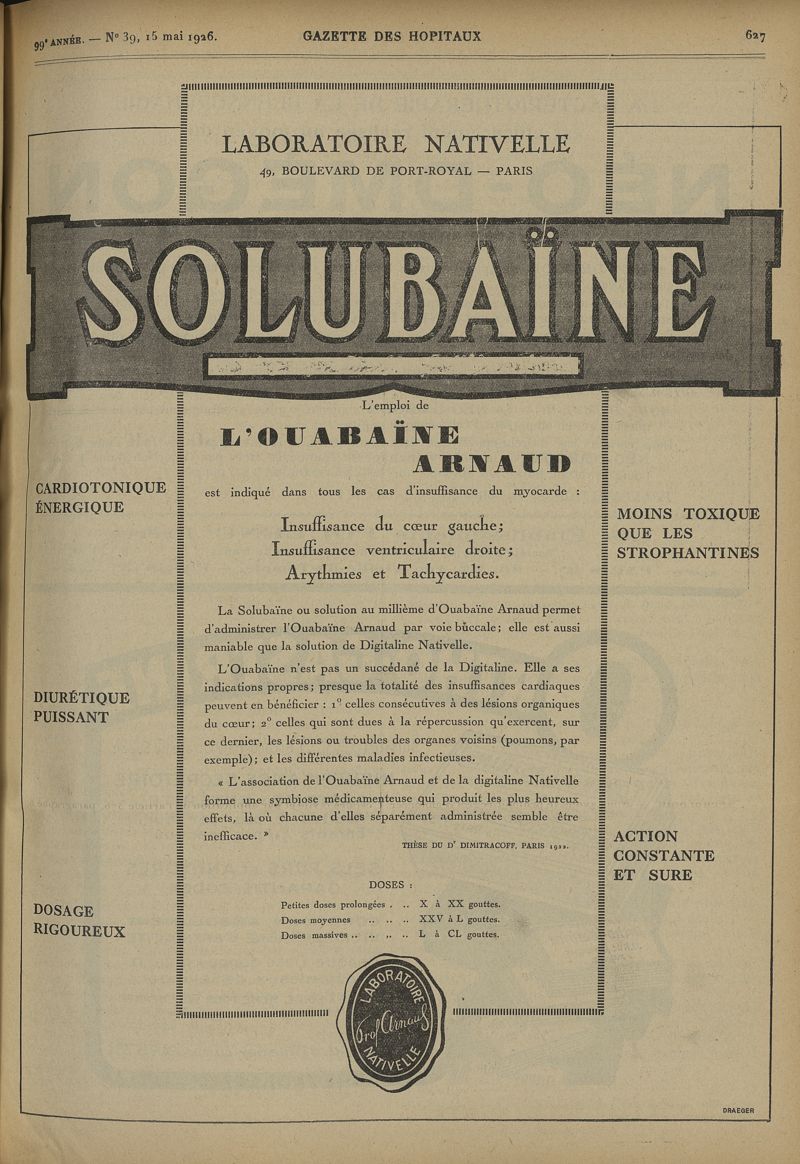 99e ANNÉE. — N° 39, 15 mai 1926.
GAZETTE DES HOPITAUX
627
LABORATOIRE NATIVELLE
49, BOULEVARD DE PORT-ROYAL — PARIS
SOLUBAÏNE
L'emploi de
L'OUABAÏNE
ARNAUD
est indiqué dans tous les cas d'insuffisance du myocarde :
Insuffisance du cœur gauche;
Insuffisance ventriculaire droite;
Arythmies et Tachycardies.
La Solubaïne ou solution au millième d'Ouabaïne Arnaud permet
d'administrer l'Ouabaïne Arnaud par voie bûccale; elle est aussi
maniable que la solution de Digitaline Nativelle.
L'Ouabaïne n'est pas un succédané de la Digitaline. Elle a ses
indications propres; presque la totalité des insuffisances cardiaques
peuvent en bénéficier : 1° celles consécutives à des lésions organiques
du cœur; 2° celles qui sont dues à la répercussion qu'exercent, sur
ce dernier, les lésions ou troubles des organes voisins (poumons, par
exemple); et les différentes maladies infectieuses.
« L'association de l'Ouabaïne Arnaud et de la digitaline Nativelle
forme une symbiose médicamenteuse qui produit les plus heureux
effets, là où chacune d'elles séparément administrée semble être
inefficace. »
THÈSE DU Dr DIMITRACOFF, PARIS 1922.
DOSES :
Petites doses prolongées . .. X à XX gouttes.
Doses moyennes .. .. .. XXV à L gouttes.
Doses massives .. .. .. .. L à CL gouttes.
CARDIOTONIQUE
ÉNERGIQUE
DIURÉTIQUE
PUISSANT
DOSAGE
RIGOUREUX
MOINS TOXIQUE
QUE LES
STROPHANTINES
ACTION
CONSTANTE
ET SURE
LABORATOIRE
Prof Arnaud
NATIVELLE
DRAEGER